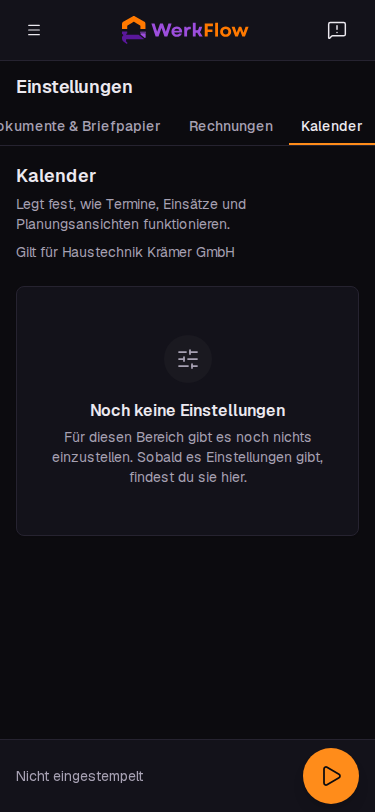 WerkFlow
Einstellungen
okumente & Briefpapier Rechnungen Kalender
Kalender
Legt fest, wie Termine, Einsätze und
Planungsansichten funktionieren.
Gilt für Haustechnik Krämer GmbH
Noch keine Einstellungen
Für diesen Bereich gibt es noch nichts
einzustellen. Sobald es Einstellungen gibt,
findest du sie hier.
Nicht eingestempelt